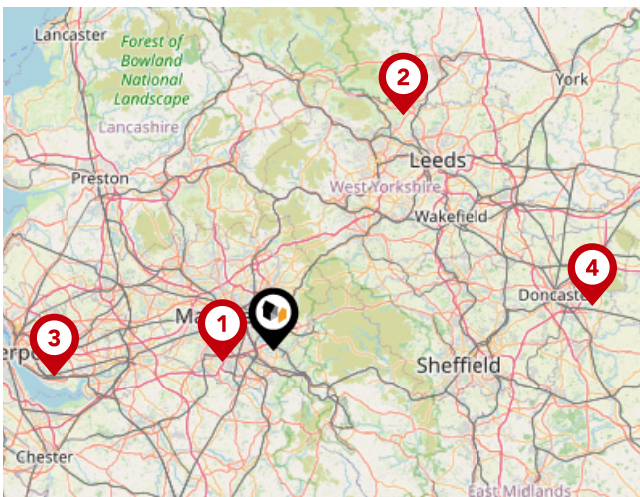 Lancaster
Forest of
Bowland
National
Landscape
2
York
Lancashire
Leeds
Preston
West Yorkshire
Wakefield
4
Doncaste
Ma
1
3
erpo
Sheffield
Chester
East Midlands